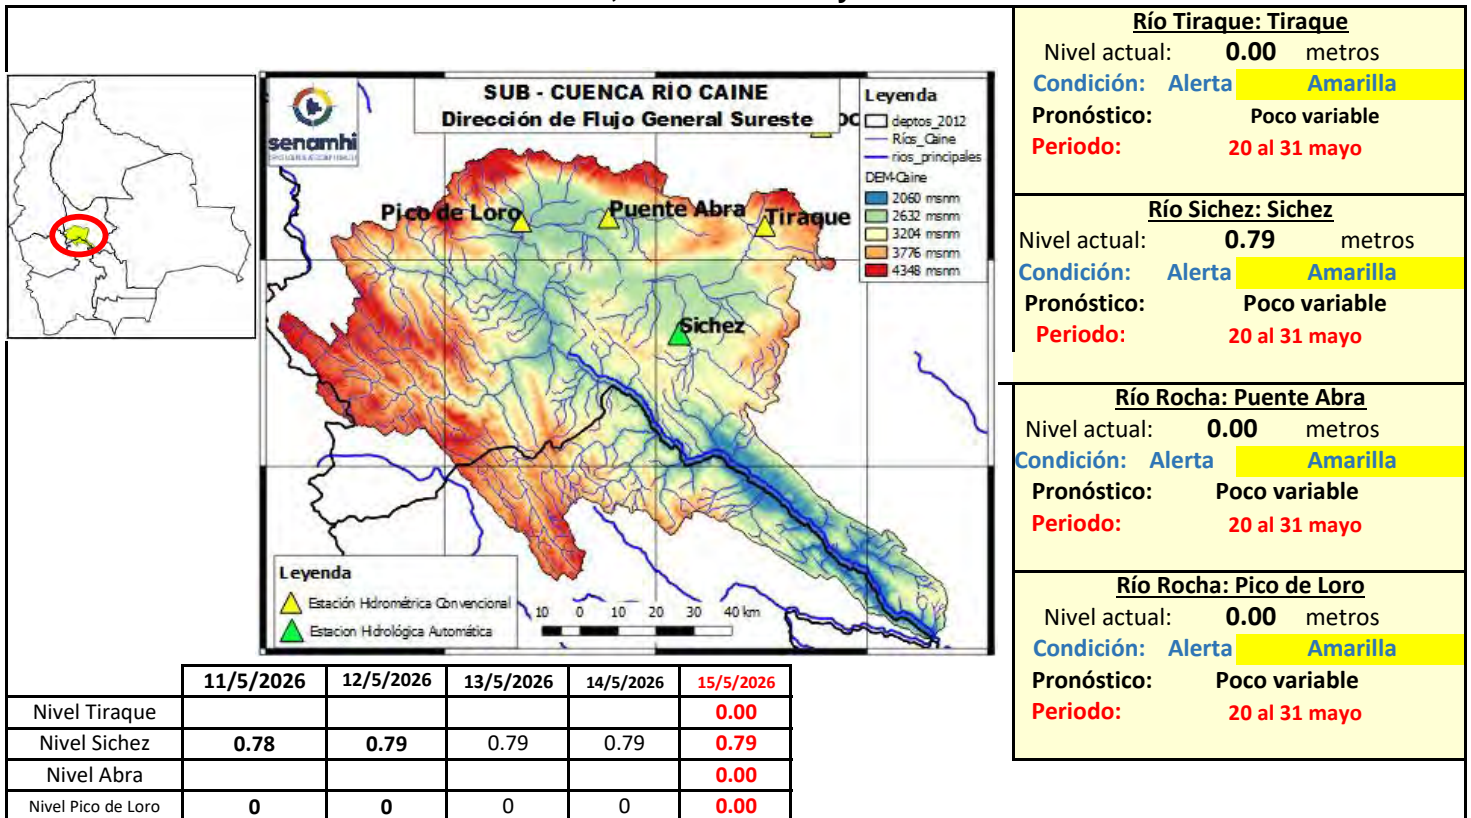 SUB - CUENCA RÍO CAINE
Dirección de Flujo General Sureste
senamhi
Leyenda
deptos_2012
Ríos_Caine
rios_principales
DEM-Caine
2060 msnm
2632 msnm
3204 msnm
3776 msnm
4348 msnm
Pico de Loro
Puente Abra
Tiraque
Sichez
Leyenda
Estación Hidrométrica Convencional
Estacion Hidrológica Automática
10 0 10 20 30 40 km
Río Tiraque: Tiraque
Nivel actual: 0.00 metros
Condición: Alerta Amarilla
Pronóstico: Poco variable
Periodo: 20 al 31 mayo
Río Sichez: Sichez
Nivel actual: 0.79 metros
Condición: Alerta Amarilla
Pronóstico: Poco variable
Periodo: 20 al 31 mayo
Río Rocha: Puente Abra
Nivel actual: 0.00 metros
Condición: Alerta Amarilla
Pronóstico: Poco variable
Periodo: 20 al 31 mayo
Río Rocha: Pico de Loro
Nivel actual: 0.00 metros
Condición: Alerta Amarilla
Pronóstico: Poco variable
Periodo: 20 al 31 mayo
11/5/2026 12/5/2026 13/5/2026 14/5/2026 15/5/2026
Nivel Tiraque 0.00
Nivel Sichez 0.78 0.79 0.79 0.79 0.79
Nivel Abra 0.00
Nivel Pico de Loro 0 0 0 0 0.00